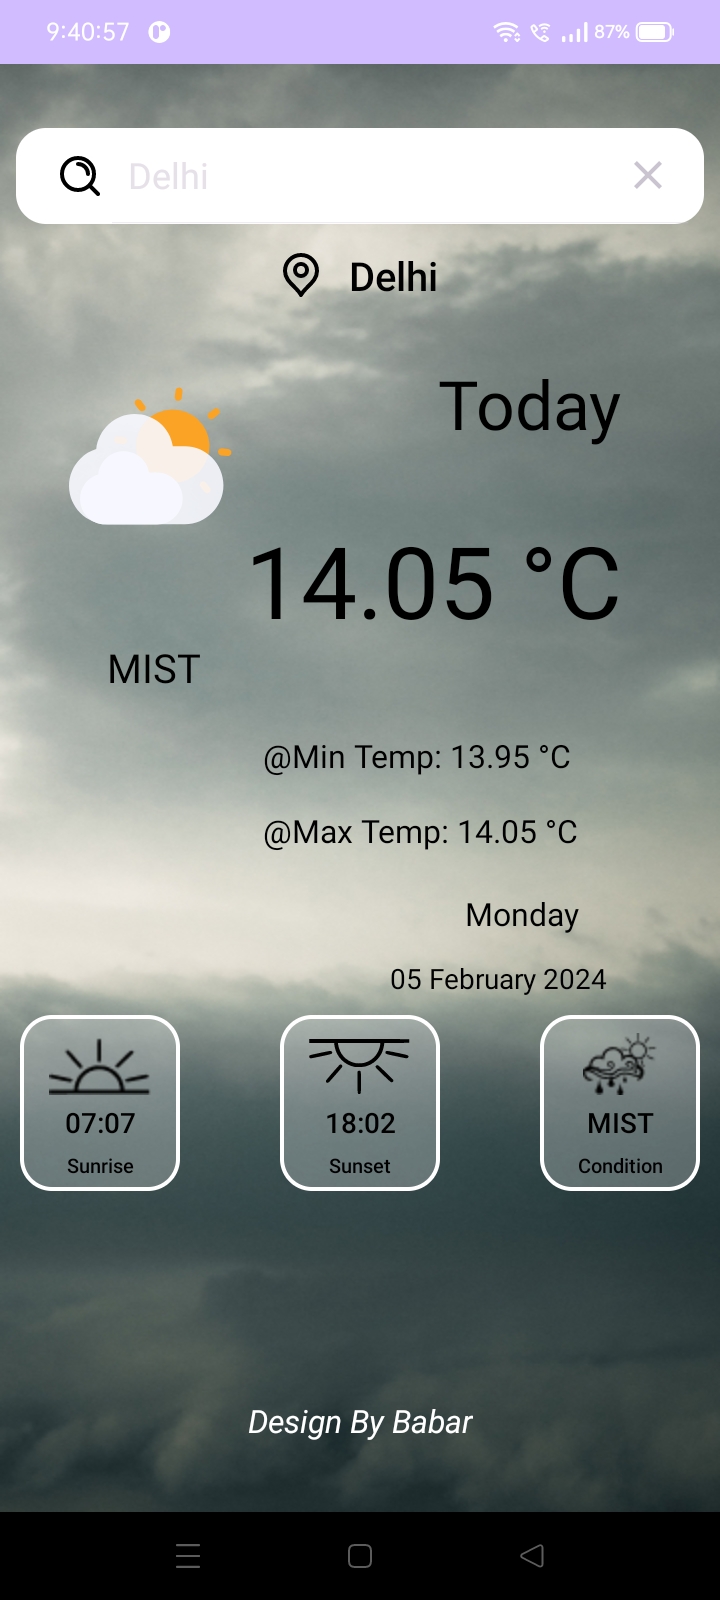 9:40:57 87%
Delhi
Delhi
Today
14.05 °C
MIST
@Min Temp: 13.95 °C
@Max Temp: 14.05 °C
Monday
05 February 2024
07:07 18:02 MIST
Sunrise Sunset Condition
Design By Babar